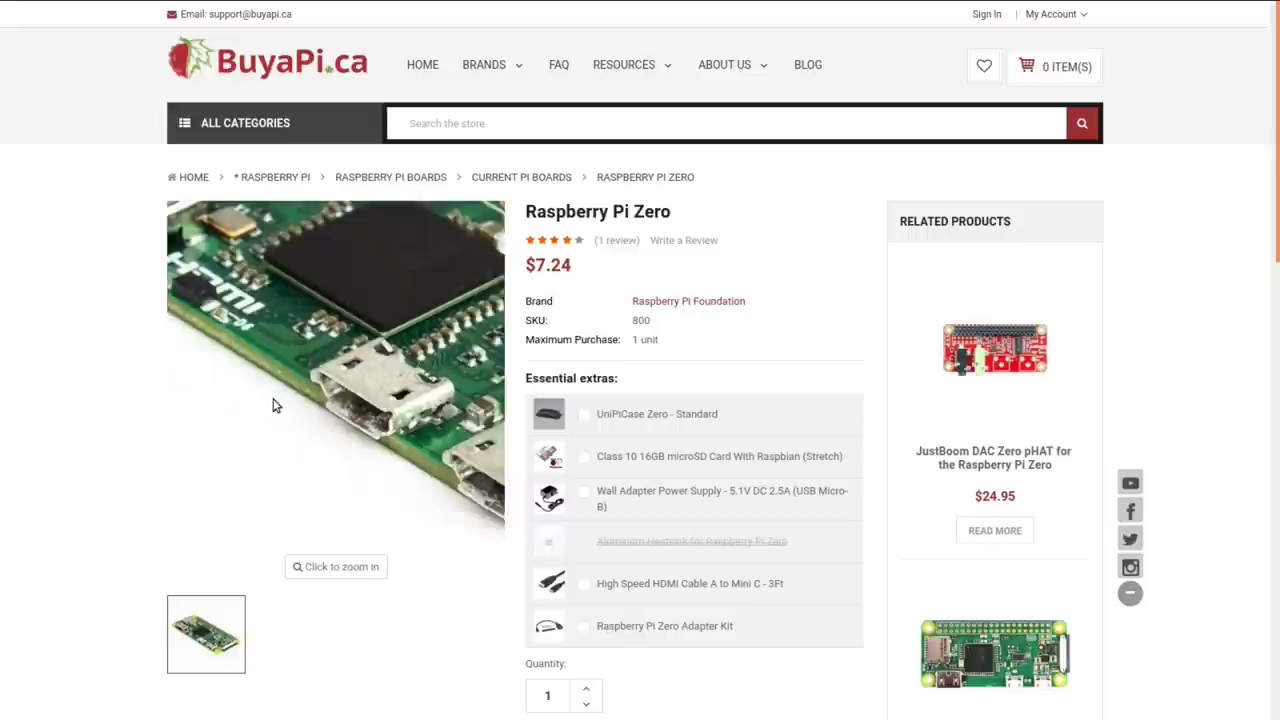 Email: support@buyapi.ca
Sign In | My Account
BuyaPi.ca
HOME BRANDS FAQ RESOURCES ABOUT US BLOG
0 ITEM(S)
ALL CATEGORIES
Search the store
HOME > * RASPBERRY PI > RASPBERRY PI BOARDS > CURRENT PI BOARDS > RASPBERRY PI ZERO
HDMI
Click to zoom in
Raspberry Pi Zero
(1 review) Write a Review
$7.24
Brand Raspberry Pi Foundation
SKU: 800
Maximum Purchase: 1 unit
Essential extras:
UniPiCase Zero - Standard
Class 10 16GB microSD Card With Raspbian (Stretch)
Wall Adapter Power Supply - 5.1V DC 2.5A (USB Micro-
B)
Aluminum Heatsink for Raspberry Pi Zero
High Speed HDMI Cable A to Mini C - 3Ft
Raspberry Pi Zero Adapter Kit
Quantity:
1
RELATED PRODUCTS
JustBoom DAC Zero pHAT for
the Raspberry Pi Zero
$24.95
READ MORE